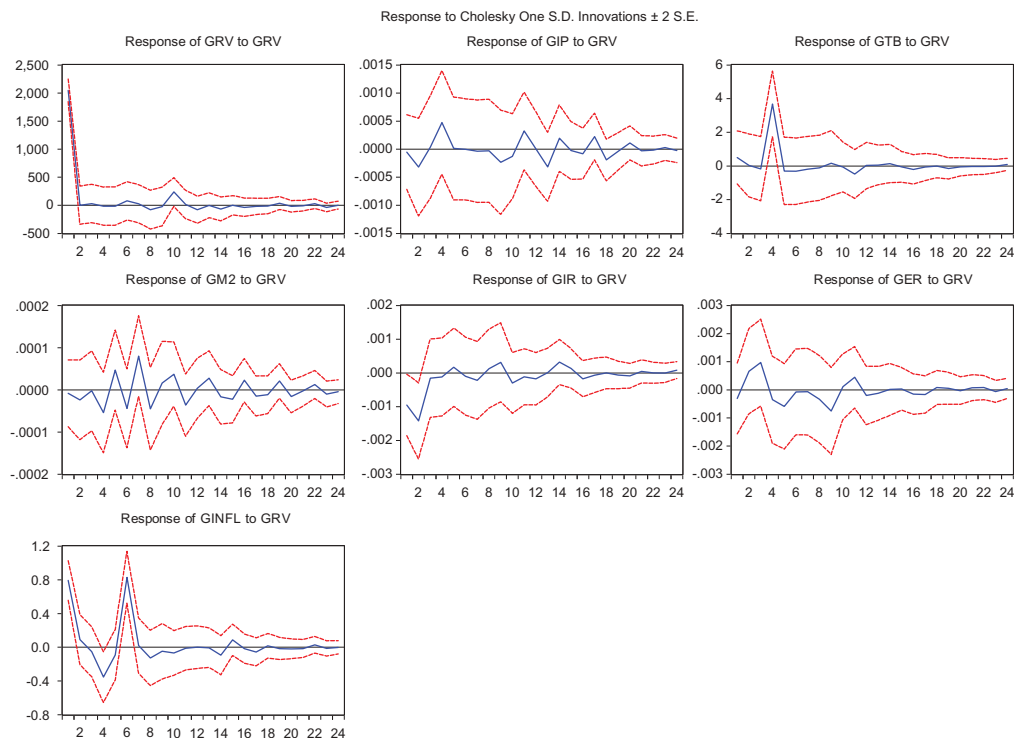 Response to Cholesky One S.D. Innovations ± 2 S.E.
Response of GRV to GRV
2,500
2,000
1,500
1,000
500
0
-500
2 4 6 8 10 12 14 16 18 20 22 24
Response of GIP to GRV
.0015
.0010
.0005
.0000
-.0005
-.0010
-.0015
2 4 6 8 10 12 14 16 18 20 22 24
Response of GTB to GRV
6
4
2
0
-2
-4
2 4 6 8 10 12 14 16 18 20 22 24
Response of GM2 to GRV
.0002
.0001
.0000
-.0001
-.0002
2 4 6 8 10 12 14 16 18 20 22 24
Response of GIR to GRV
.002
.001
.000
-.001
-.002
-.003
2 4 6 8 10 12 14 16 18 20 22 24
Response of GER to GRV
.003
.002
.001
.000
-.001
-.002
-.003
2 4 6 8 10 12 14 16 18 20 22 24
Response of GINFL to GRV
1.2
0.8
0.4
0.0
-0.4
-0.8
2 4 6 8 10 12 14 16 18 20 22 24